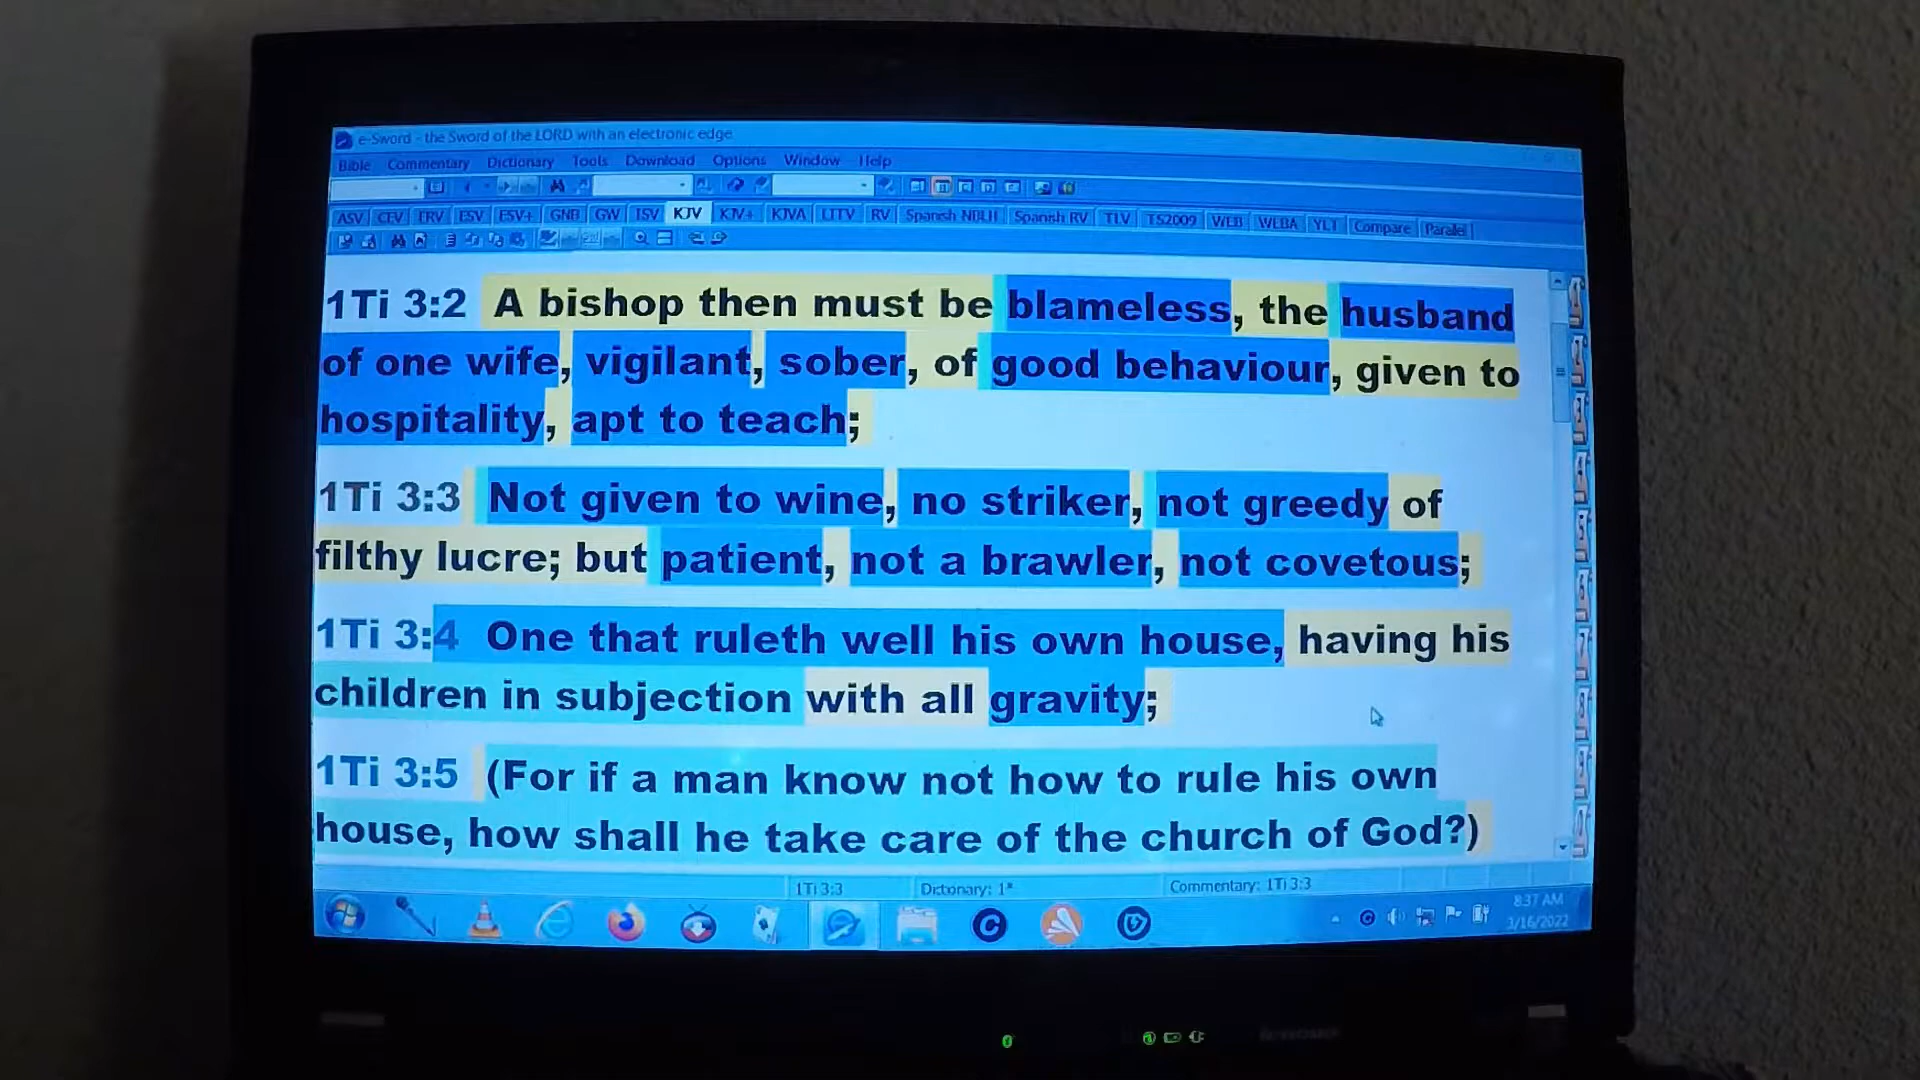 e-Sword - the Sword of the LORD with an electronic edge
Bible Commentary Dictionary Tools Download Options Window Help
ASV CEV ERV ESV ESV+ GNB GW ISV KJV KJV+ KJVA LITV RV Spanish NBLH Spanish RV TLV TS2009 WEB WEBA YLT Compare Parallel
1Ti 3:2 A bishop then must be blameless, the husband
of one wife, vigilant, sober, of good behaviour, given to
hospitality, apt to teach;
1Ti 3:3 Not given to wine, no striker, not greedy of
filthy lucre; but patient, not a brawler, not covetous;
1Ti 3:4 One that ruleth well his own house, having his
children in subjection with all gravity;
1Ti 3:5 (For if a man know not how to rule his own
house, how shall he take care of the church of God?)
1Ti 3:3 Dictionary: 1* Commentary: 1Ti 3:3
8:37 AM
3/16/2022